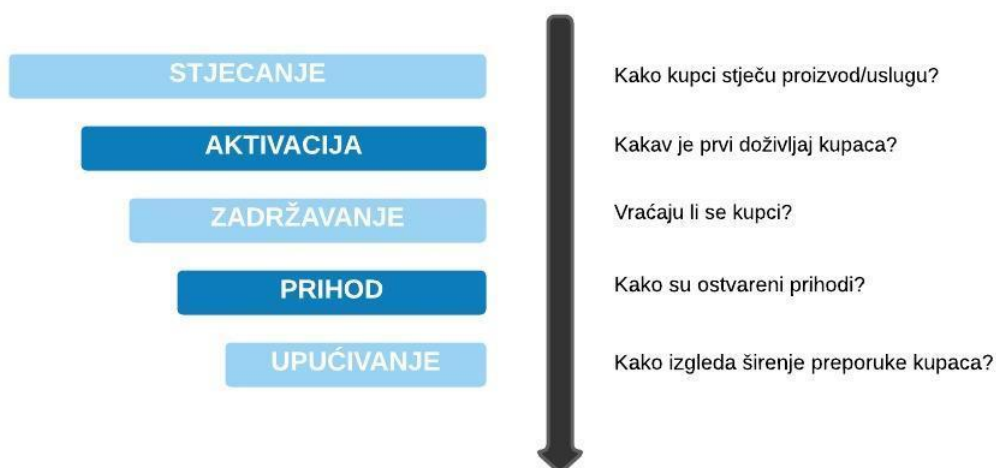 STJECANJE
Kako kupci stječu proizvod/uslugu?
AKTIVACIJA
Kakav je prvi doživljaj kupaca?
ZADRŽAVANJE
Vraćaju li se kupci?
PRIHOD
Kako su ostvareni prihodi?
UPUĆIVANJE
Kako izgleda širenje preporuke kupaca?